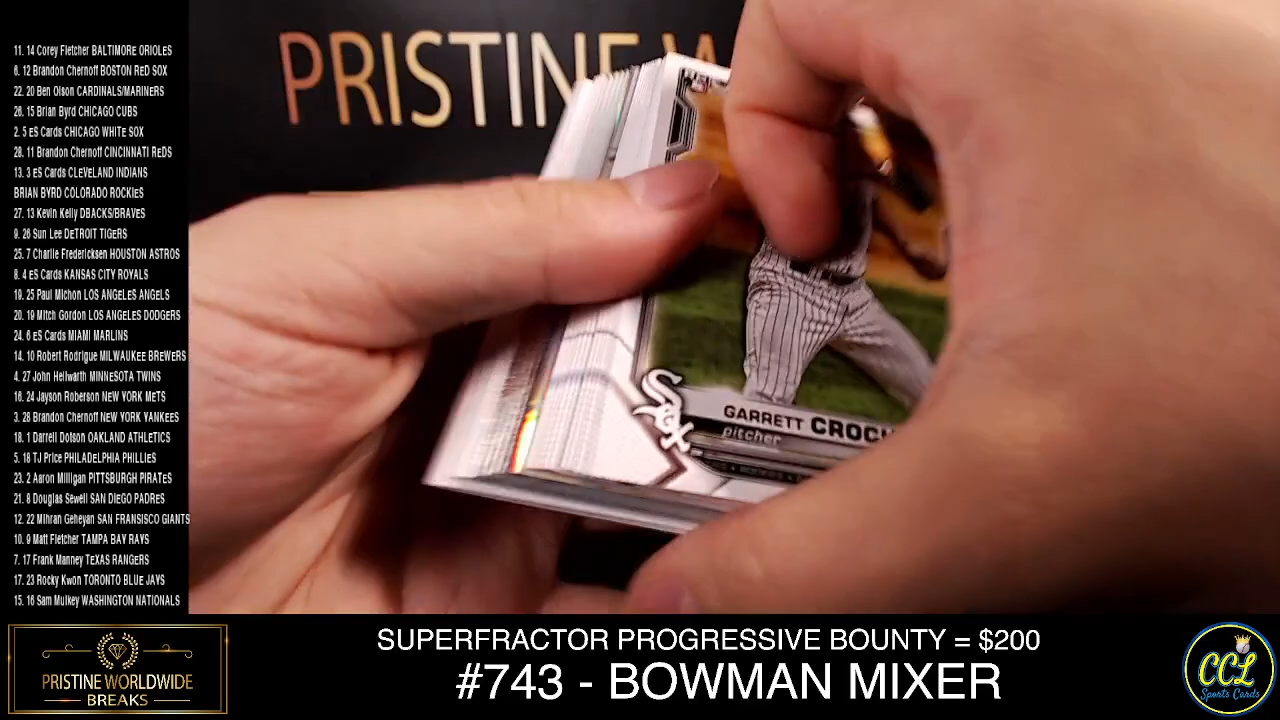 11. 14 Corey Fletcher BALTIMORE ORIOLES
6. 12 Brandon Chernoff BOSTON RED SOX
22. 20 Ben Olson CARDINALS/MARINERS
26. 15 Brian Byrd CHICAGO CUBS
2. 5 eS Cards CHICAGO WHITe SOX
28. 11 Brandon Chernoff CINCINNATI ReDS
13. 3 eS Cards CLeVeLAND INDIANS
BRIAN BYRD COLORADO ROCKIeS
27. 13 Kevin Kelly DBACKS/BRAVeS
9. 26 Sun Lee DeTROIT TIGeRS
25. 7 Charlie Fredericksen HOUSTON ASTROS
8. 4 eS Cards KANSAS CITY ROYALS
19. 25 Paul Michon LOS ANGeLeS ANGeLS
20. 19 Mitch Gordon LOS ANGeLeS DODGeRS
24. 6 eS Cards MIAMI MARLINS
14. 10 Robert Rodrigue MILWAUKee BReWeRS
4. 27 John Hellwarth MINNeSOTA TWINS
16. 24 Jayson Roberson NeW YORK MeTS
3. 28 Brandon Chernoff NeW YORK YANKeeS
18. 1 Darrell Dotson OAKLAND ATHLeTICS
5. 18 TJ Price PHILADeLPHIA PHILLIeS
23. 2 Aaron Milligan PITTSBURGH PIRATeS
21. 8 Douglas Sewell SAN DIeGO PADReS
12. 22 Mihran Geheyan SAN FRANSISCO GIANTS
10. 9 Matt Fletcher TAMPA BAY RAYS
7. 17 Frank Manney TeXAS RANGeRS
17. 23 Rocky Kwon TORONTO BLUe JAYS
15. 16 Sam Mulkey WASHINGTON NATIONALS
PRISTIN W
Sox
GARRETT CROCH
pitcher
PRISTINE WORLDWIDE
BREAKS
SUPERFRACTOR PROGRESSIVE BOUNTY = $200
#743 - BOWMAN MIXER
CCL
Sports Cards